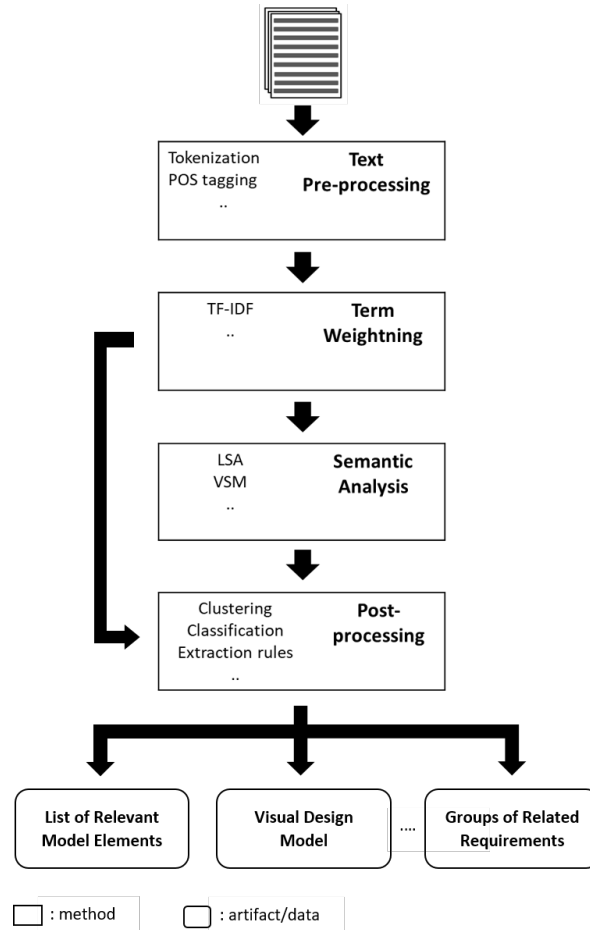 Tokenization
POS tagging
..
Text
Pre-processing
TF-IDF
..
Term
Weightning
LSA
VSM
..
Semantic
Analysis
Clustering
Classification
Extraction rules
..
Post-
processing
List of Relevant
Model Elements
Visual Design
Model
....
Groups of Related
Requirements
: method
: artifact/data